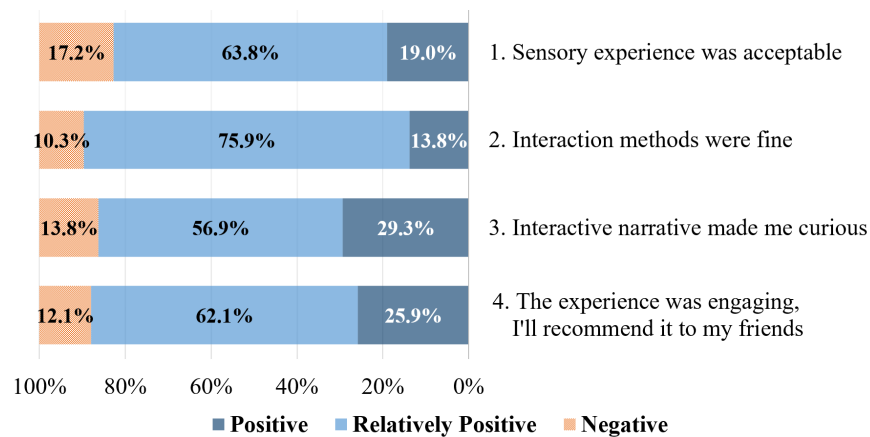 17.2% 63.8% 19.0% 1. Sensory experience was acceptable
10.3% 75.9% 13.8% 2. Interaction methods were fine
13.8% 56.9% 29.3% 3. Interactive narrative made me curious
12.1% 62.1% 25.9% 4. The experience was engaging,
I'll recommend it to my friends
100% 80% 60% 40% 20% 0%
Positive Relatively Positive Negative